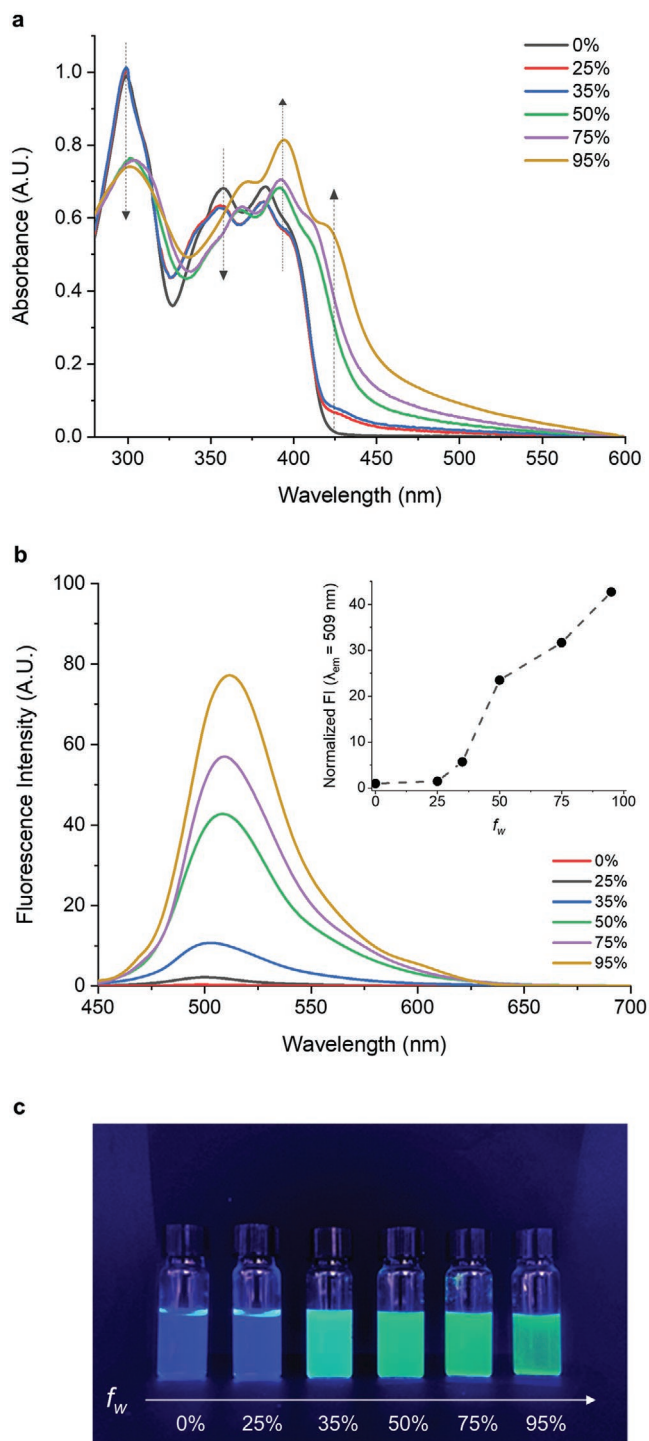 a
1.0
0.8
0.6
0.4
0.2
0.0
Absorbance (A.U.)
0%
25%
35%
50%
75%
95%
300 350 400 450 500 550 600
Wavelength (nm)
b
100
80
60
40
20
0
Fluorescence Intensity (A.U.)
40
30
20
10
0
Normalized FI (λem = 509 nm)
0 25 50 75 100
fw
0%
25%
35%
50%
75%
95%
450 500 550 600 650 700
Wavelength (nm)
c
fw
0% 25% 35% 50% 75% 95%